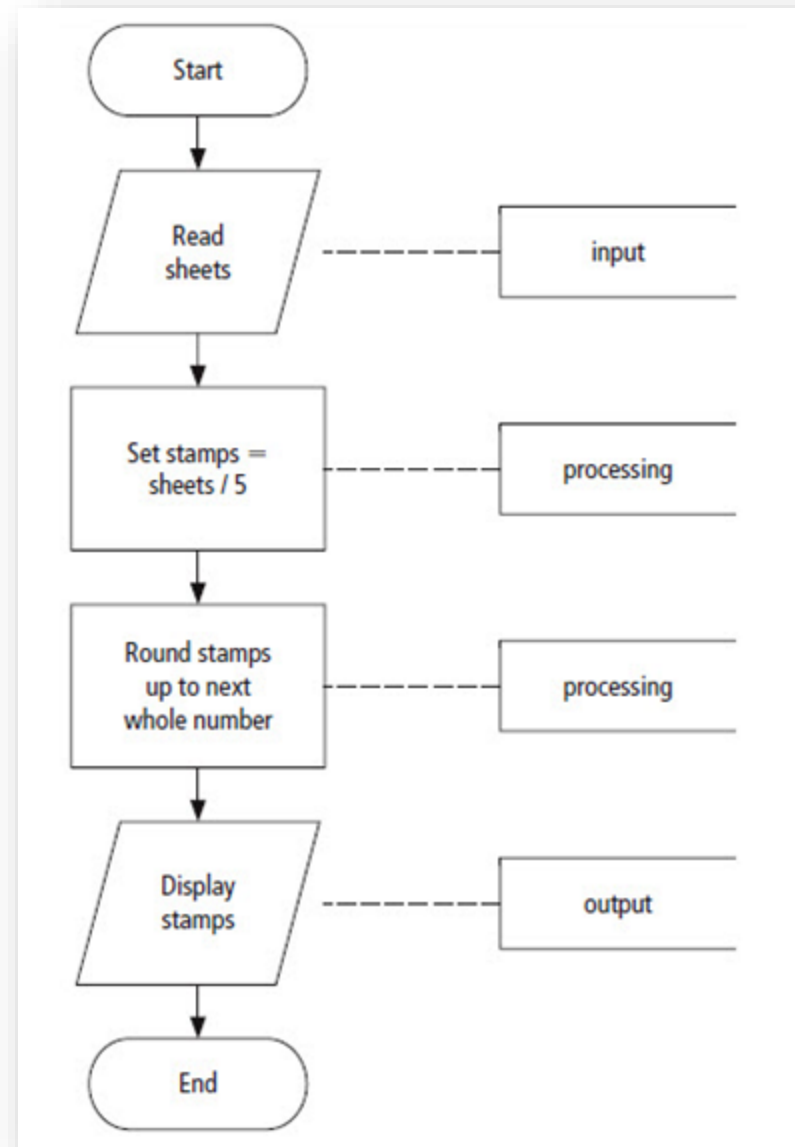 Start
Read
sheets
input
Set stamps =
sheets / 5
processing
Round stamps
up to next
whole number
processing
Display
stamps
output
End